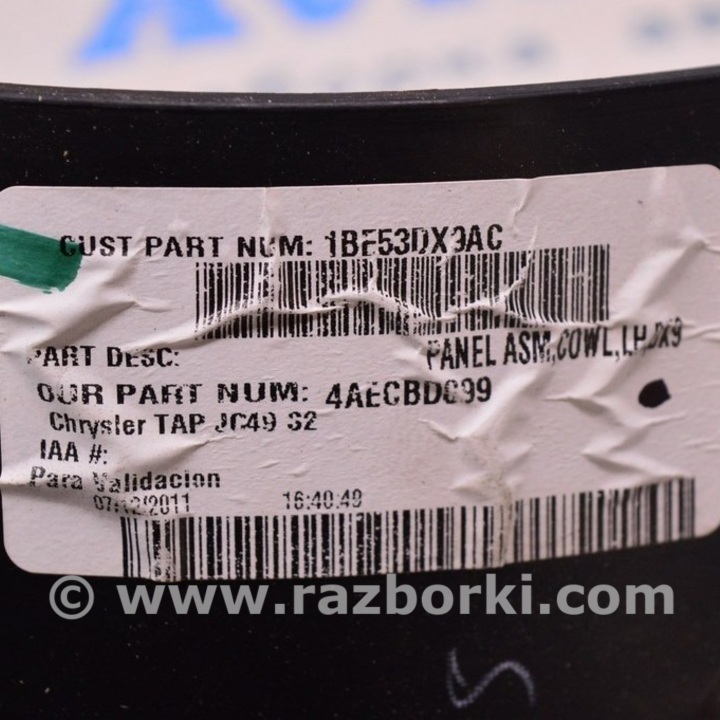 CUST PART NUM: 1BE53DX9AC
PART DESC: PANEL ASM,COWL,LH,DX9
OUR PART NUM: 4AECBDC99
Chrysler TAP JC49 S2
IAA #:
Para Validacion
07/12/2011 16:40:49
© www.razborki.com